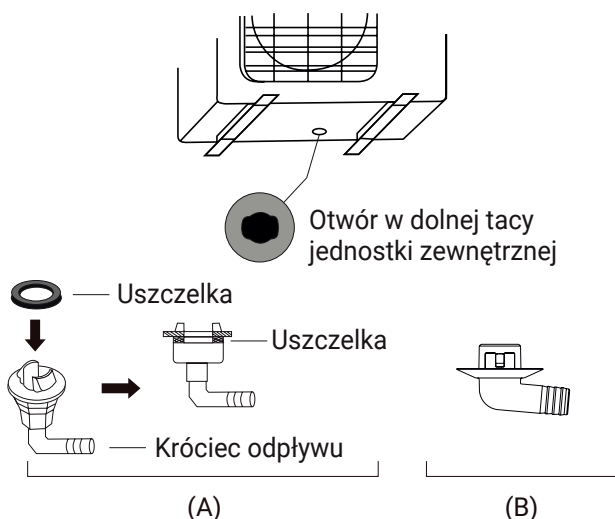 Otwór w dolnej tacy
jednostki zewnętrznej
Uszczelka
Uszczelka
Króciec odpływu
(A)
(B)